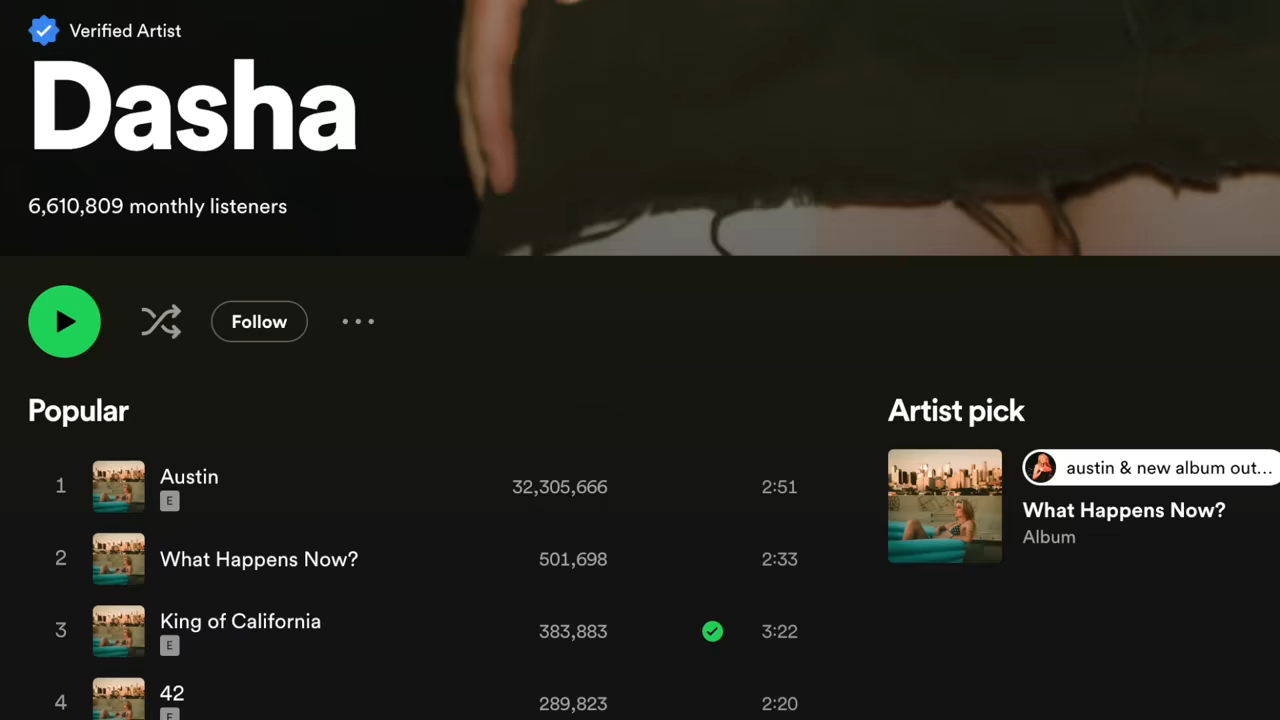 Verified Artist
Dasha
6,610,809 monthly listeners
Follow
Popular
Artist pick
1 Austin 32,305,666 2:51
E
2 What Happens Now? 501,698 2:33
3 King of California 383,883 3:22
E
4 42 289,823 2:20
E
austin & new album out...
What Happens Now?
Album